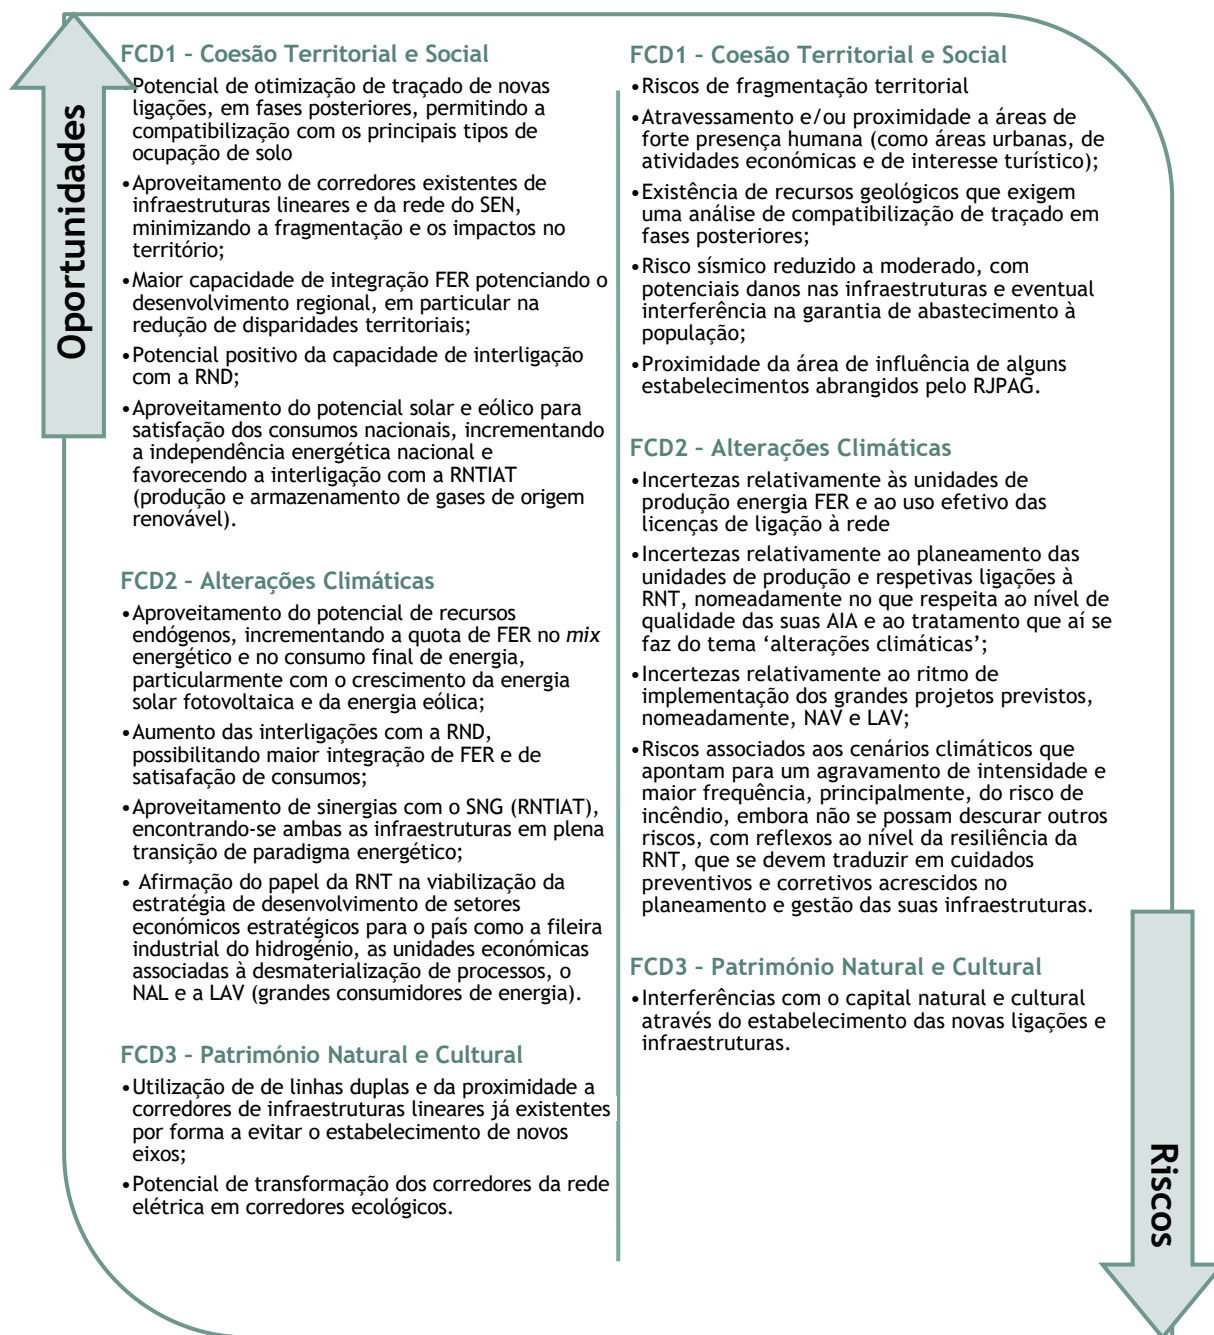 Oportunidades
FCD1 – Coesão Territorial e Social
Potencial de otimização de traçado de novas
ligações, em fases posteriores, permitindo a
compatibilização com os principais tipos de
ocupação de solo
•Aproveitamento de corredores existentes de
infraestruturas lineares e da rede do SEN,
minimizando a fragmentação e os impactos no
território;
•Maior capacidade de integração FER potenciando o
desenvolvimento regional, em particular na
redução de disparidades territoriais;
•Potencial positivo da capacidade de interligação
com a RND;
•Aproveitamento do potencial solar e eólico para
satisfação dos consumos nacionais, incrementando
a independência energética nacional e
favorecendo a interligação com a RNTIAT
(produção e armazenamento de gases de origem
renovável).
FCD2 – Alterações Climáticas
•Aproveitamento do potencial de recursos
endógenos, incrementando a quota de FER no mix
energético e no consumo final de energia,
particularmente com o crescimento da energia
solar fotovoltaica e da energia eólica;
•Aumento das interligações com a RND,
possibilitando maior integração de FER e de
satisafação de consumos;
•Aproveitamento de sinergias com o SNG (RNTIAT),
encontrando-se ambas as infraestruturas em plena
transição de paradigma energético;
• Afirmação do papel da RNT na viabilização da
estratégia de desenvolvimento de setores
económicos estratégicos para o país como a fileira
industrial do hidrogénio, as unidades económicas
associadas à desmaterialização de processos, o
NAL e a LAV (grandes consumidores de energia).
FCD3 – Património Natural e Cultural
•Utilização de de linhas duplas e da proximidade a
corredores de infraestruturas lineares já existentes
por forma a evitar o estabelecimento de novos
eixos;
•Potencial de transformação dos corredores da rede
elétrica em corredores ecológicos.
FCD1 – Coesão Territorial e Social
•Riscos de fragmentação territorial
•Atravessamento e/ou proximidade a áreas de
forte presença humana (como áreas urbanas, de
atividades económicas e de interesse turístico);
•Existência de recursos geológicos que exigem
uma análise de compatibilização de traçado em
fases posteriores;
•Risco sísmico reduzido a moderado, com
potenciais danos nas infraestruturas e eventual
interferência na garantia de abastecimento à
população;
•Proximidade da área de influência de alguns
estabelecimentos abrangidos pelo RJPAG.
FCD2 – Alterações Climáticas
•Incertezas relativamente às unidades de
produção energia FER e ao uso efetivo das
licenças de ligação à rede
•Incertezas relativamente ao planeamento das
unidades de produção e respetivas ligações à
RNT, nomeadamente no que respeita ao nível de
qualidade das suas AIA e ao tratamento que aí se
faz do tema ‘alterações climáticas’;
•Incertezas relativamente ao ritmo de
implementação dos grandes projetos previstos,
nomeadamente, NAV e LAV;
•Riscos associados aos cenários climáticos que
apontam para um agravamento de intensidade e
maior frequência, principalmente, do risco de
incêndio, embora não se possam descurar outros
riscos, com reflexos ao nível da resiliência da
RNT, que se devem traduzir em cuidados
preventivos e corretivos acrescidos no
planeamento e gestão das suas infraestruturas.
FCD3 – Património Natural e Cultural
•Interferências com o capital natural e cultural
através do estabelecimento das novas ligações e
infraestruturas.
Riscos